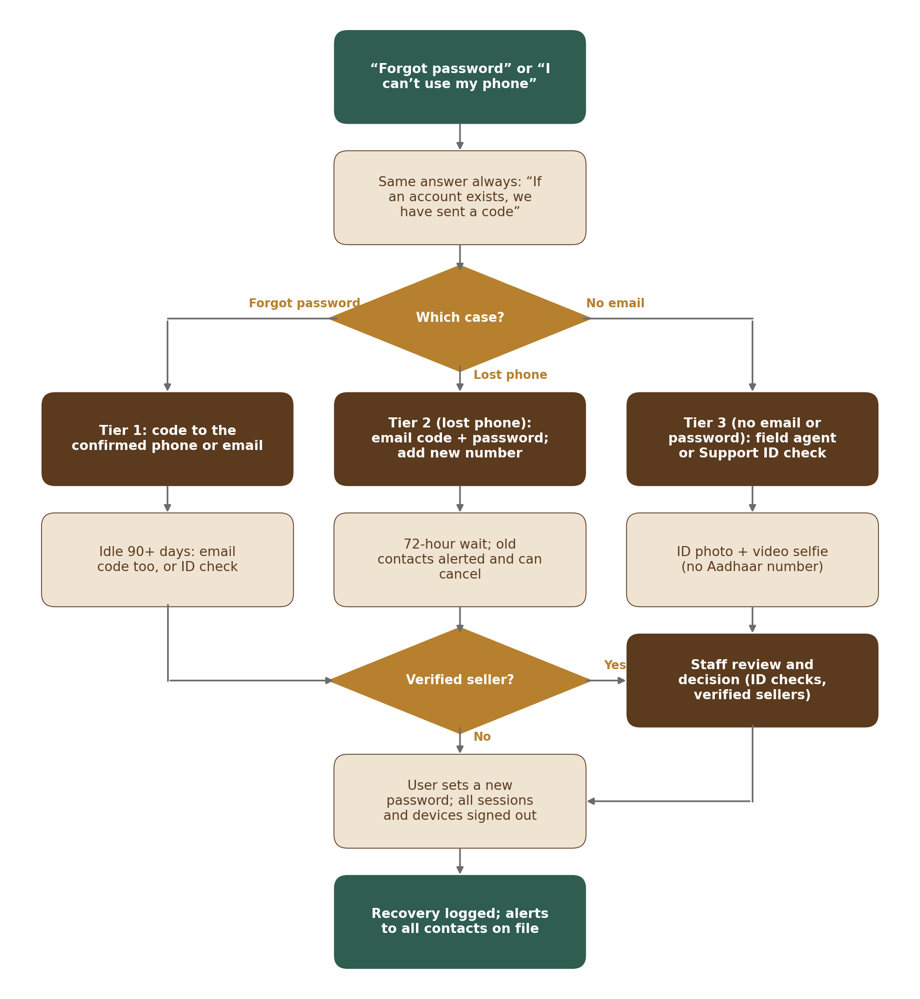 “Forgot password” or “I
can’t use my phone”
Same answer always: “If
an account exists, we
have sent a code”
Forgot password
No email
Which case?
Lost phone
Tier 1: code to the
confirmed phone or email
Tier 2 (lost phone):
email code + password;
add new number
Tier 3 (no email or
password): field agent
or Support ID check
Idle 90+ days: email
code too, or ID check
72-hour wait; old
contacts alerted and can
cancel
ID photo + video selfie
(no Aadhaar number)
Verified seller?
Yes
Staff review and
decision (ID checks,
verified sellers)
No
User sets a new
password; all sessions
and devices signed out
Recovery logged; alerts
to all contacts on file